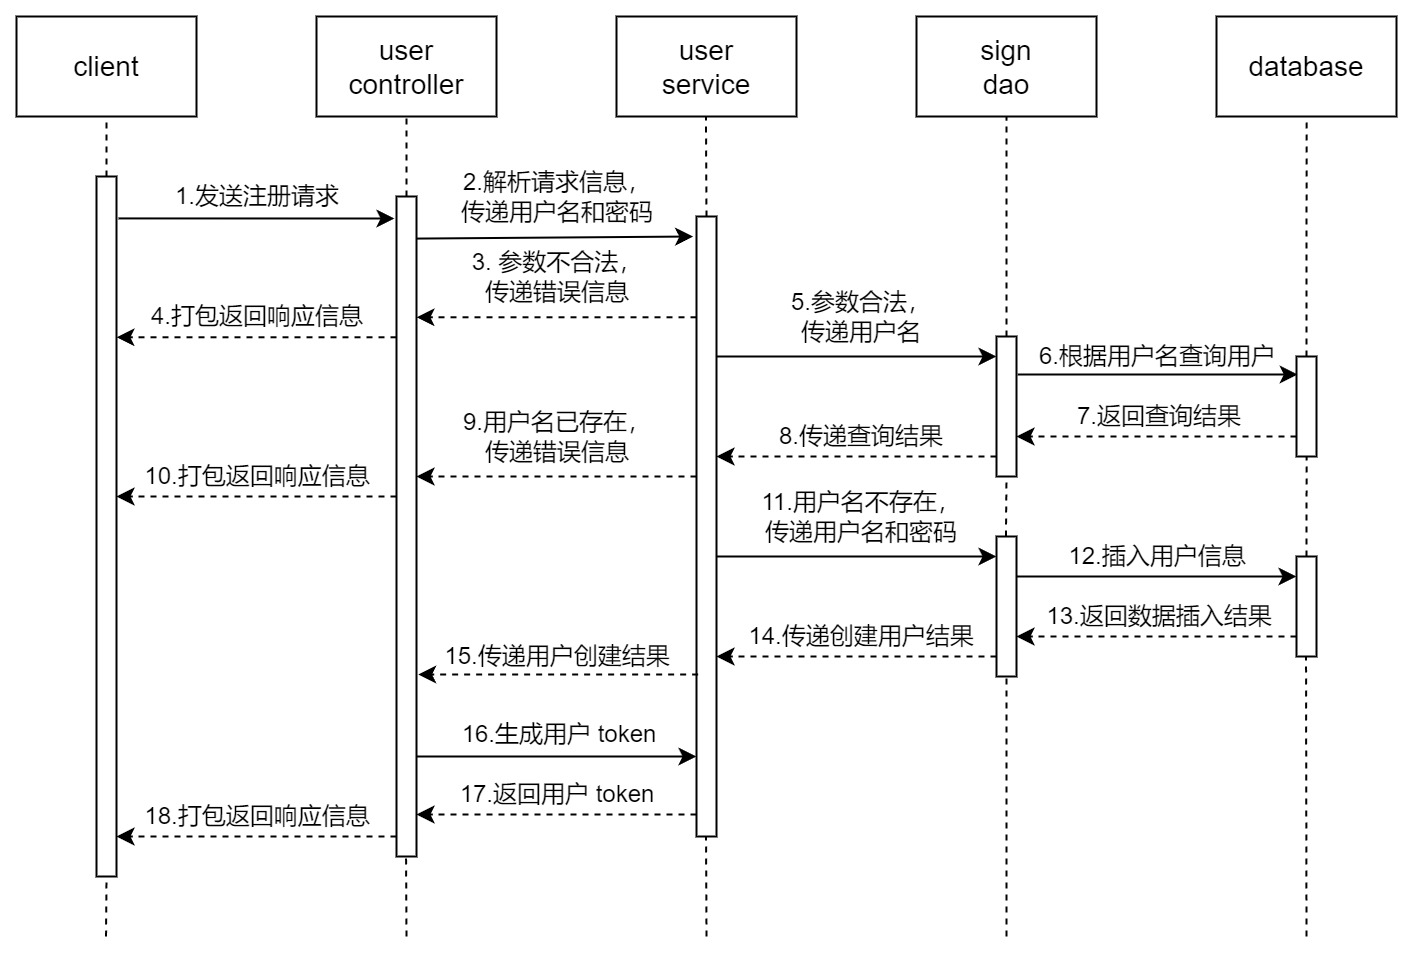 client
user
controller
user
service
sign
dao
database
1.发送注册请求
2.解析请求信息，
传递用户名和密码
3. 参数不合法，
传递错误信息
4.打包返回响应信息
5.参数合法，
传递用户名
6.根据用户名查询用户
7.返回查询结果
8.传递查询结果
9.用户名已存在，
传递错误信息
10.打包返回响应信息
11.用户名不存在，
传递用户名和密码
12.插入用户信息
13.返回数据插入结果
14.传递创建用户结果
15.传递用户创建结果
16.生成用户 token
17.返回用户 token
18.打包返回响应信息